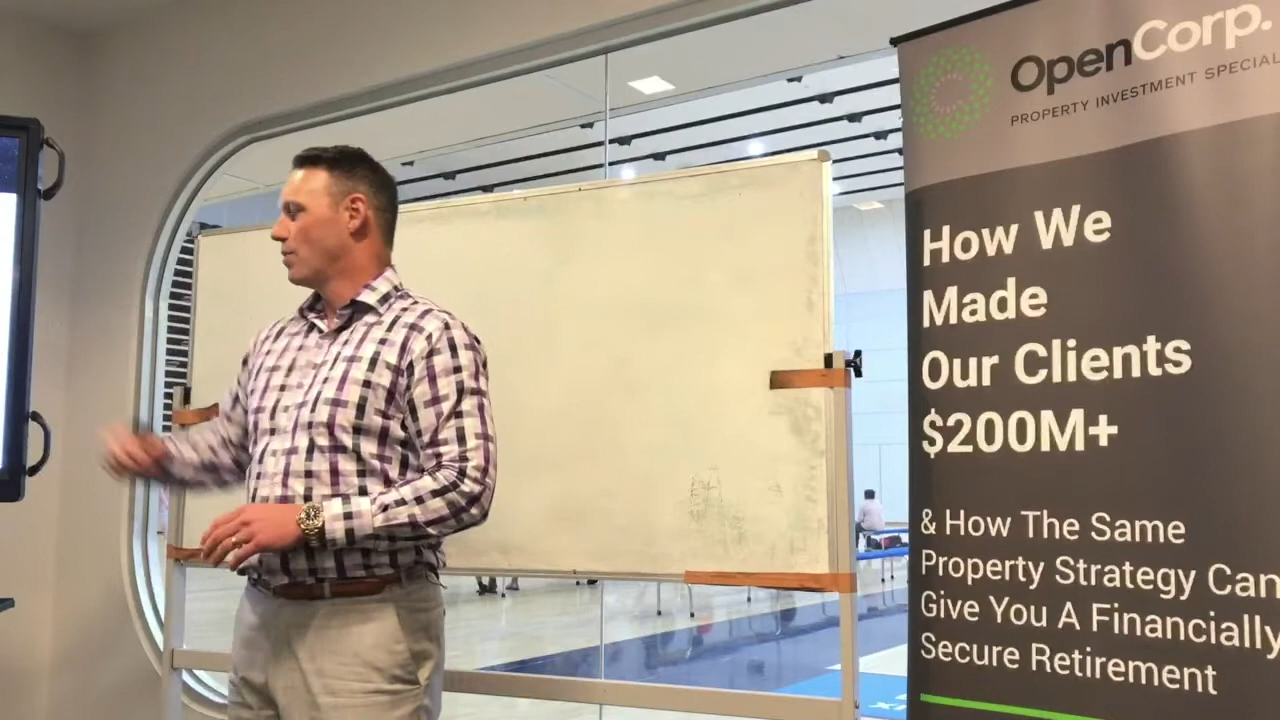 OpenCorp.
PROPERTY INVESTMENT
How We
Made
Our Clients
$200M+
& How The Same
Property Strategy Can
Give You A Financially
Secure Retirement